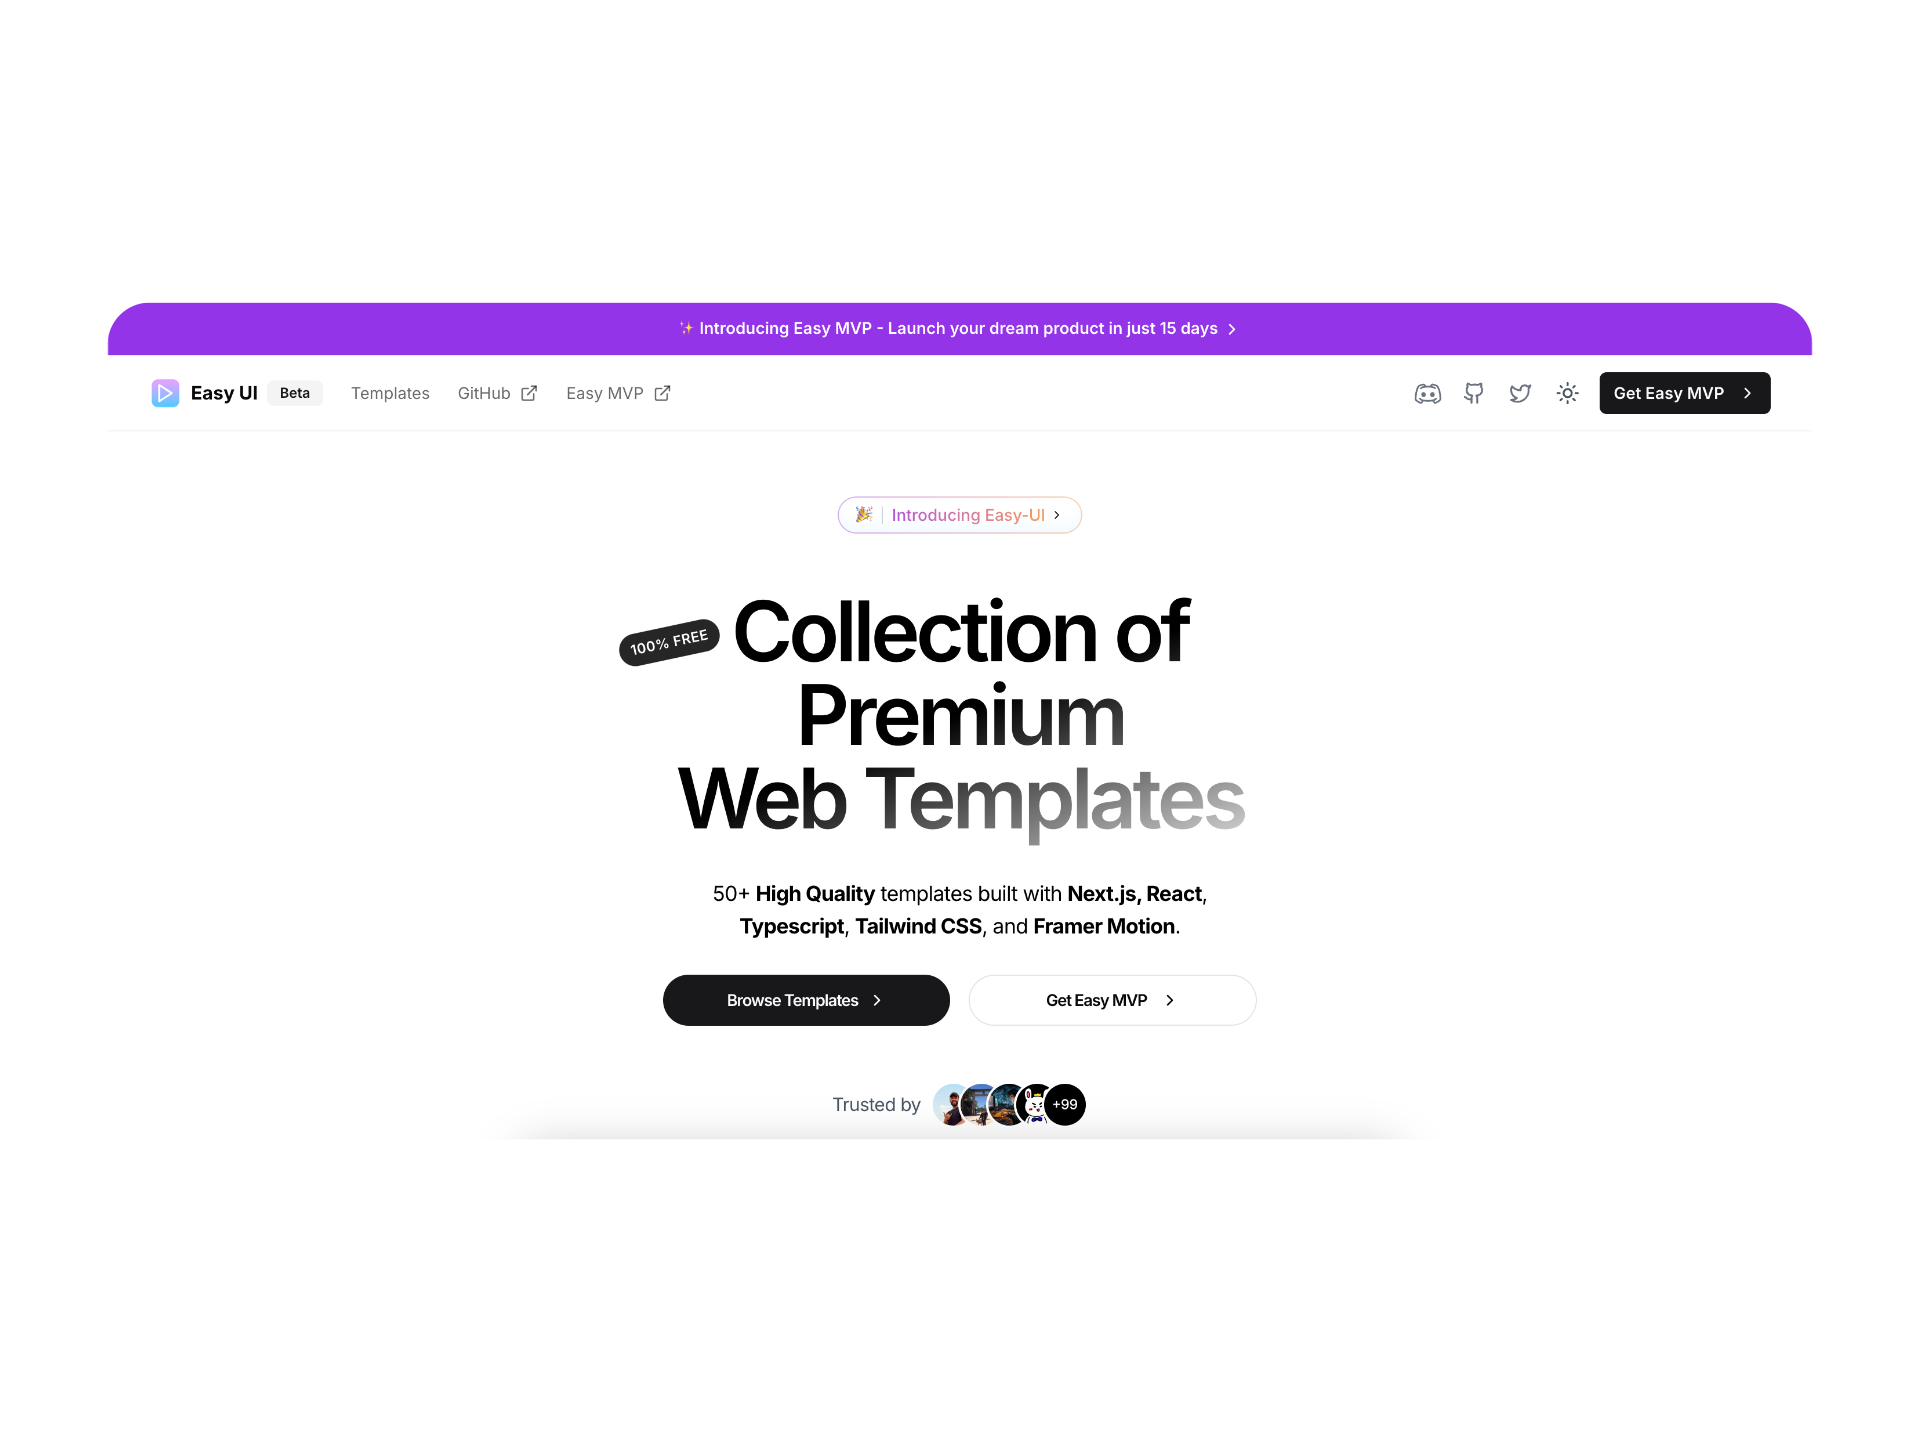 ✨ Introducing Easy MVP - Launch your dream product in just 15 days
Easy UI Beta Templates GitHub Easy MVP Get Easy MVP
🎉 Introducing Easy-UI
100% FREE
Collection of
Premium
Web Templates
50+ High Quality templates built with Next.js, React,
Typescript, Tailwind CSS, and Framer Motion.
Browse Templates Get Easy MVP
Trusted by +99